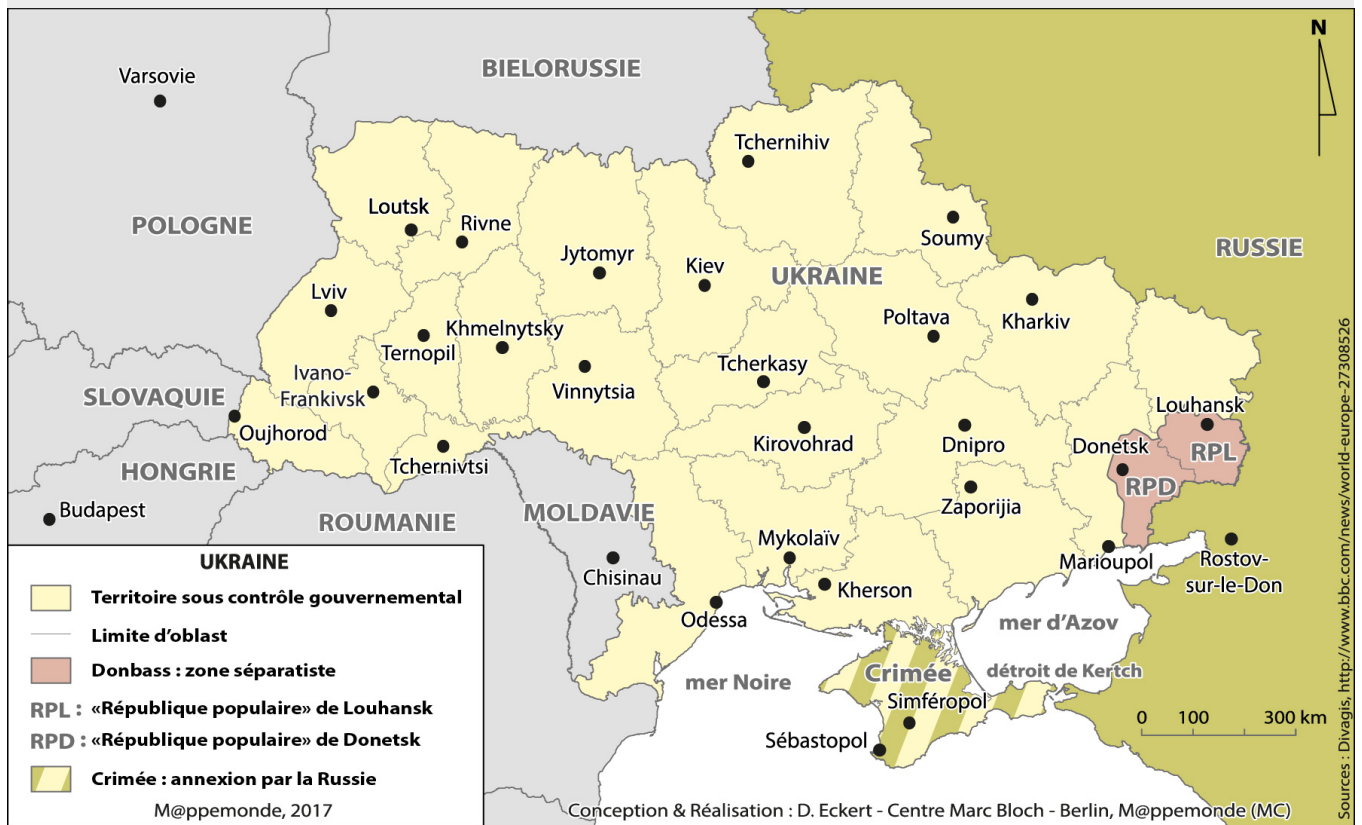 N
Varsovie
BIELORUSSIE
Tchernihiv
POLOGNE
Loutsk
Rivne
Soumy
RUSSIE
Jytomyr
Kiev
UKRAINE
Lviv
Khmelnytsky
Poltava
Kharkiv
Ternopil
Ivano-
Frankivsk
Vinnytsia
Tcherkasy
SLOVAQUIE
Oujhorod
Louhansk
Kirovohrad
Dnipro
Donetsk
RPL
Tchernivtsi
HONGRIE
RPD
Budapest
ROUMANIE
MOLDAVIE
Zaporijia
Mykolaïv
Marioupol
Rostov-
sur-le-Don
Chisinau
Kherson
Odessa
mer d'Azov
mer Noire
Crimée
détroit de Kertch
Simféropol
Sébastopol
0 100 300 km
UKRAINE
Territoire sous contrôle gouvernemental
Limite d'oblast
Donbass : zone séparatiste
RPL : «République populaire» de Louhansk
RPD : «République populaire» de Donetsk
Crimée : annexion par la Russie
M@ppemonde, 2017
Conception & Réalisation : D. Eckert - Centre Marc Bloch - Berlin, M@ppemonde (MC)
Sources : Divagis, http://www.bbc.com/news/world-europe-27308526